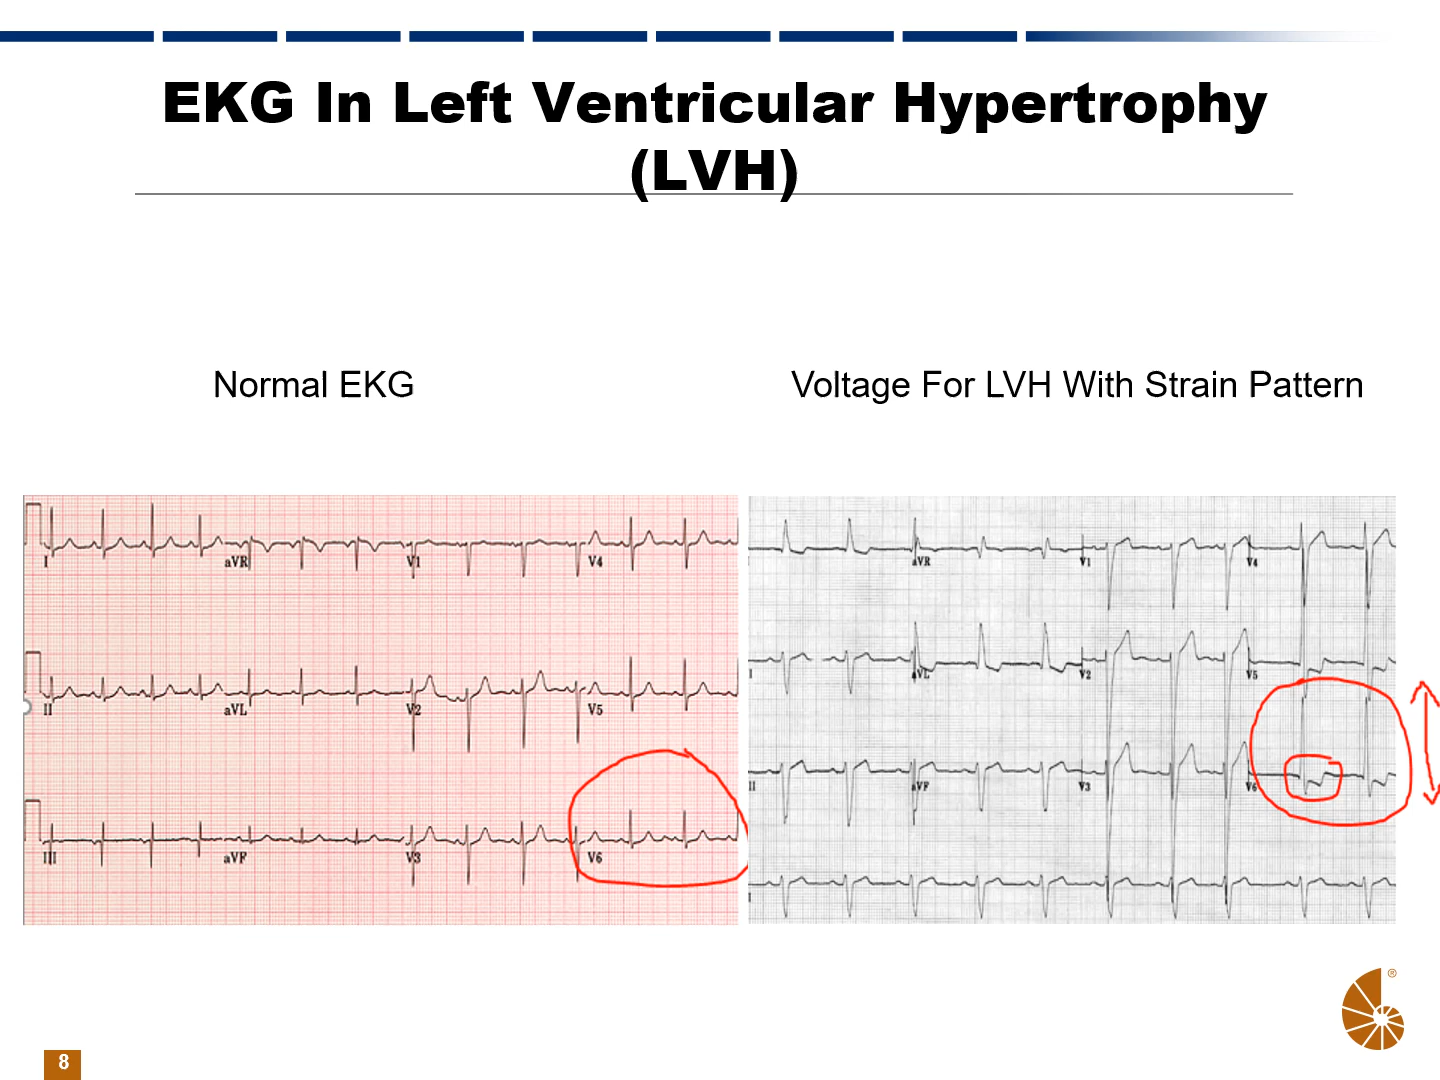 EKG In Left Ventricular Hypertrophy
(LVH)
Normal EKG
Voltage For LVH With Strain Pattern
I aVR V1 V4
II aVL V2 V5
III aVF V3 V6
aVR V1 V4
I aVL V2 V5
II aVF V3 V6
®
8